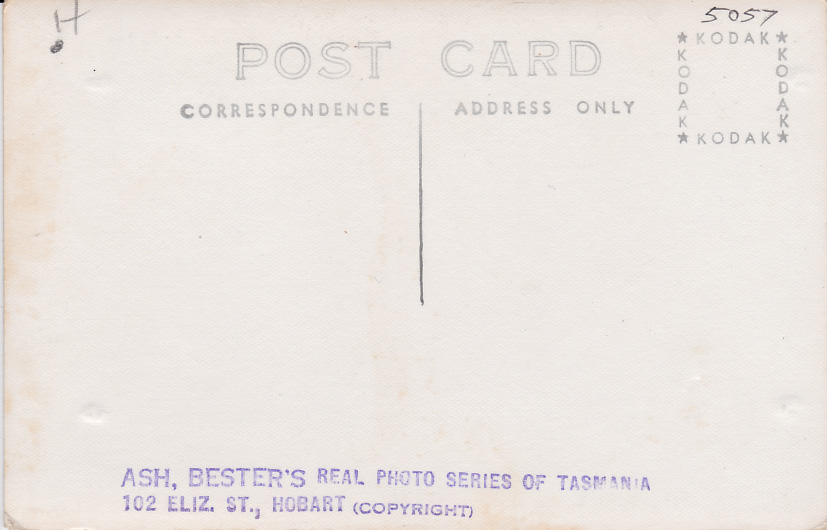 H
5057
POST CARD
CORRESPONDENCE
ADDRESS ONLY
★KODAK★
KODAK
KODAK
★KODAK★
ASH, BESTER'S REAL PHOTO SERIES OF TASMANIA
102 ELIZ. ST., HOBART (COPYRIGHT)